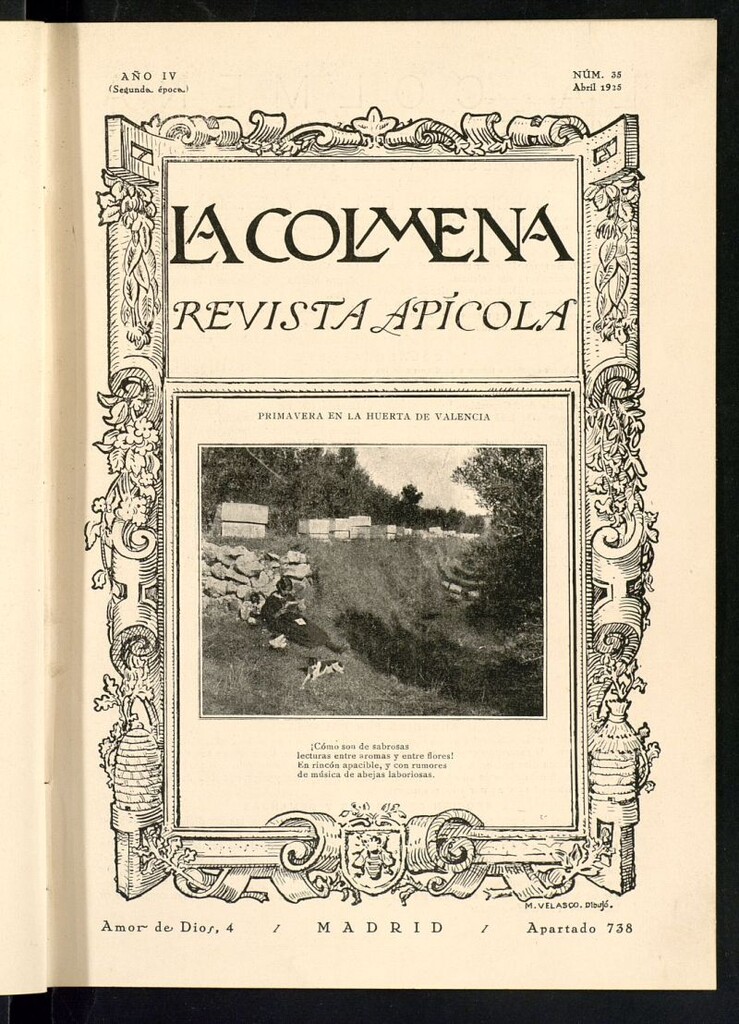 AÑO IV
(Segunda época)
NÚM. 35
Abril 1925
LA COLMENA
REVISTA APÍCOLA
PRIMAVERA EN LA HUERTA DE VALENCIA
¡Cómo son de sabrosas
lecturas entre aromas y entre flores!
En rincón apacible, y con rumores
de música de abejas laboriosas.
M. VELASCO. Dibujó.
Amor de Dios, 4 / MADRID / Apartado 738